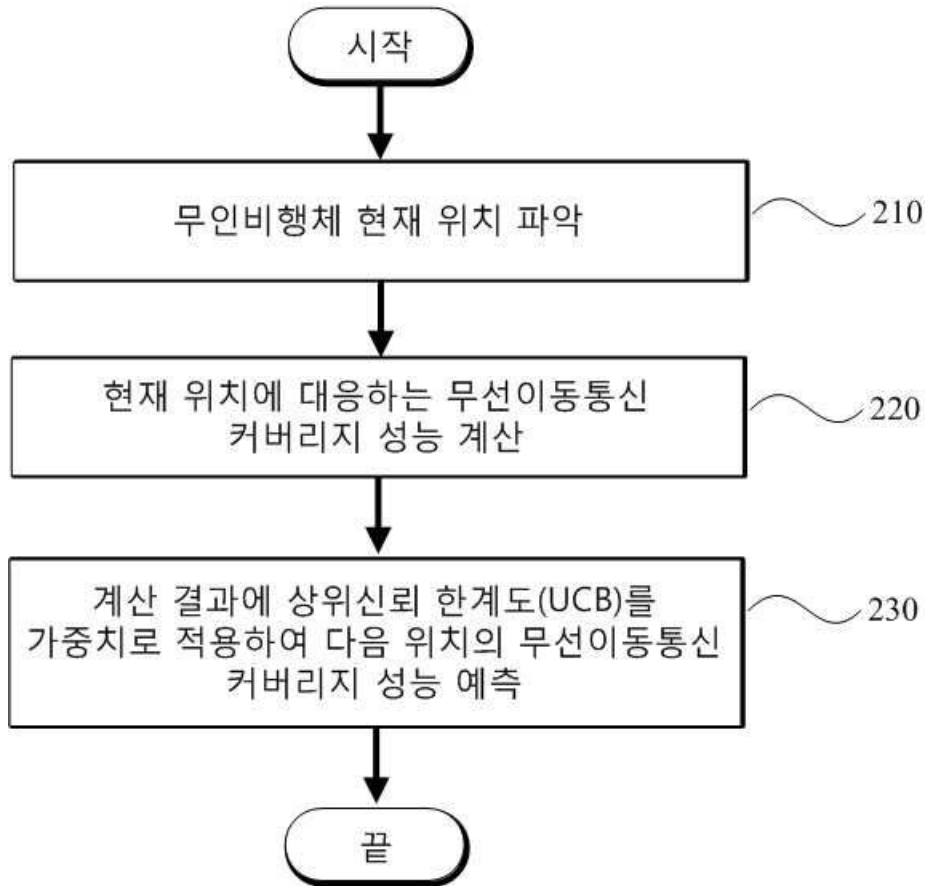 시작
무인비행체 현재 위치 파악
210
현재 위치에 대응하는 무선이동통신
커버리지 성능 계산
220
계산 결과에 상위신뢰 한계도(UCB)를
가중치로 적용하여 다음 위치의 무선이동통신
커버리지 성능 예측
230
끝